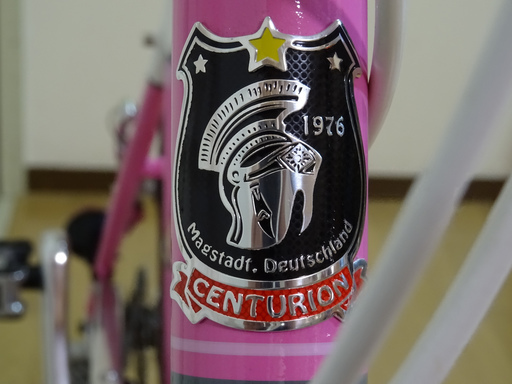 1976
Magstadt. Deutschland
CENTURION